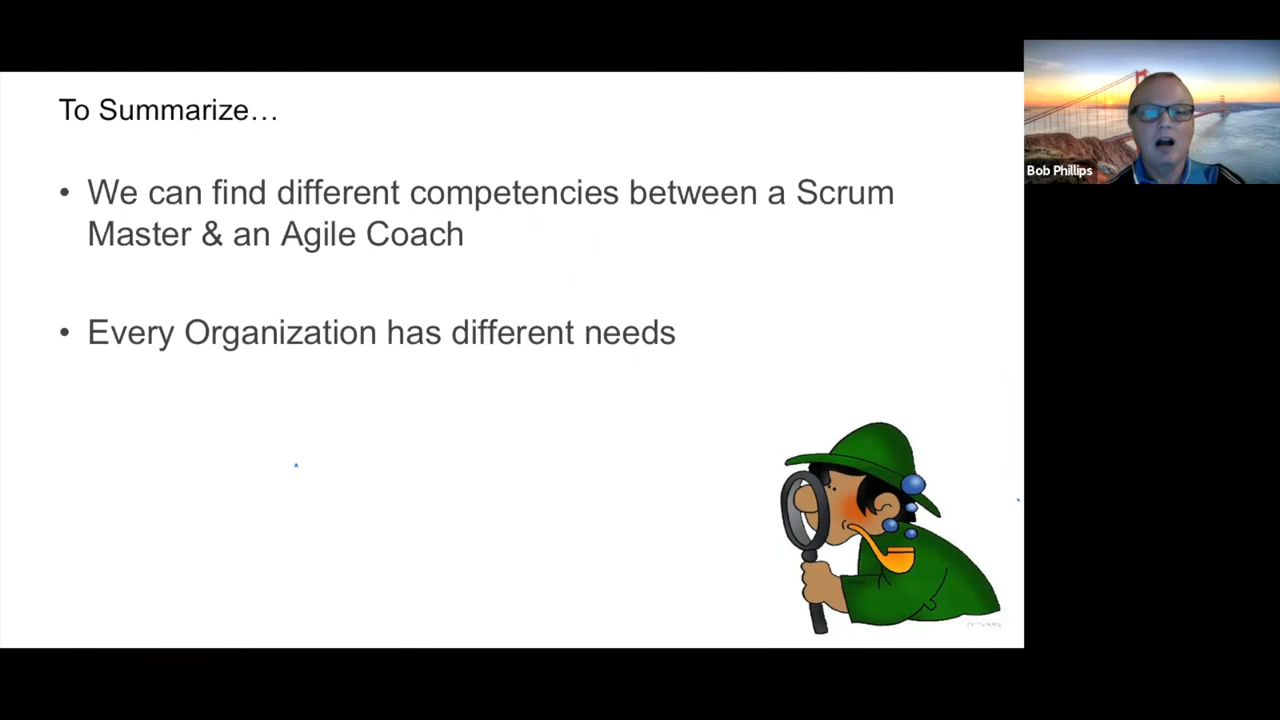 To Summarize…
• We can find different competencies between a Scrum
Master & an Agile Coach
• Every Organization has different needs
Bob Phillips